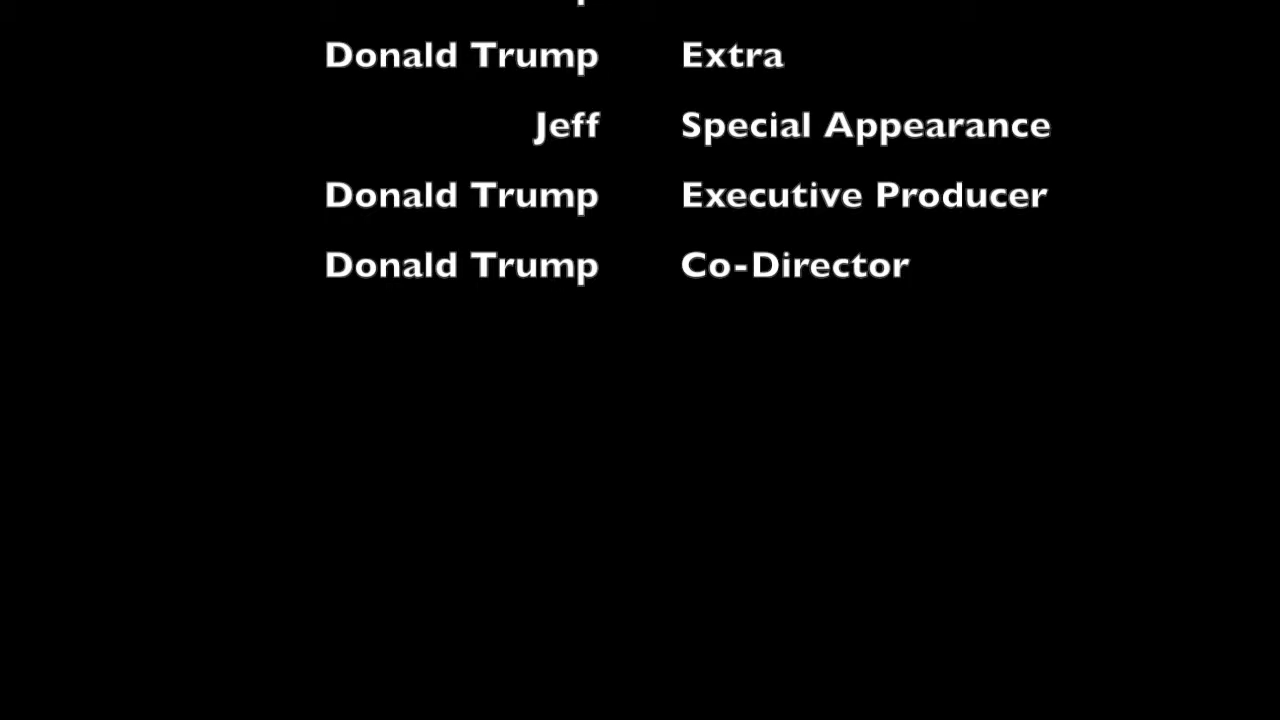 Donald Trump Extra
Jeff Special Appearance
Donald Trump Executive Producer
Donald Trump Co-Director